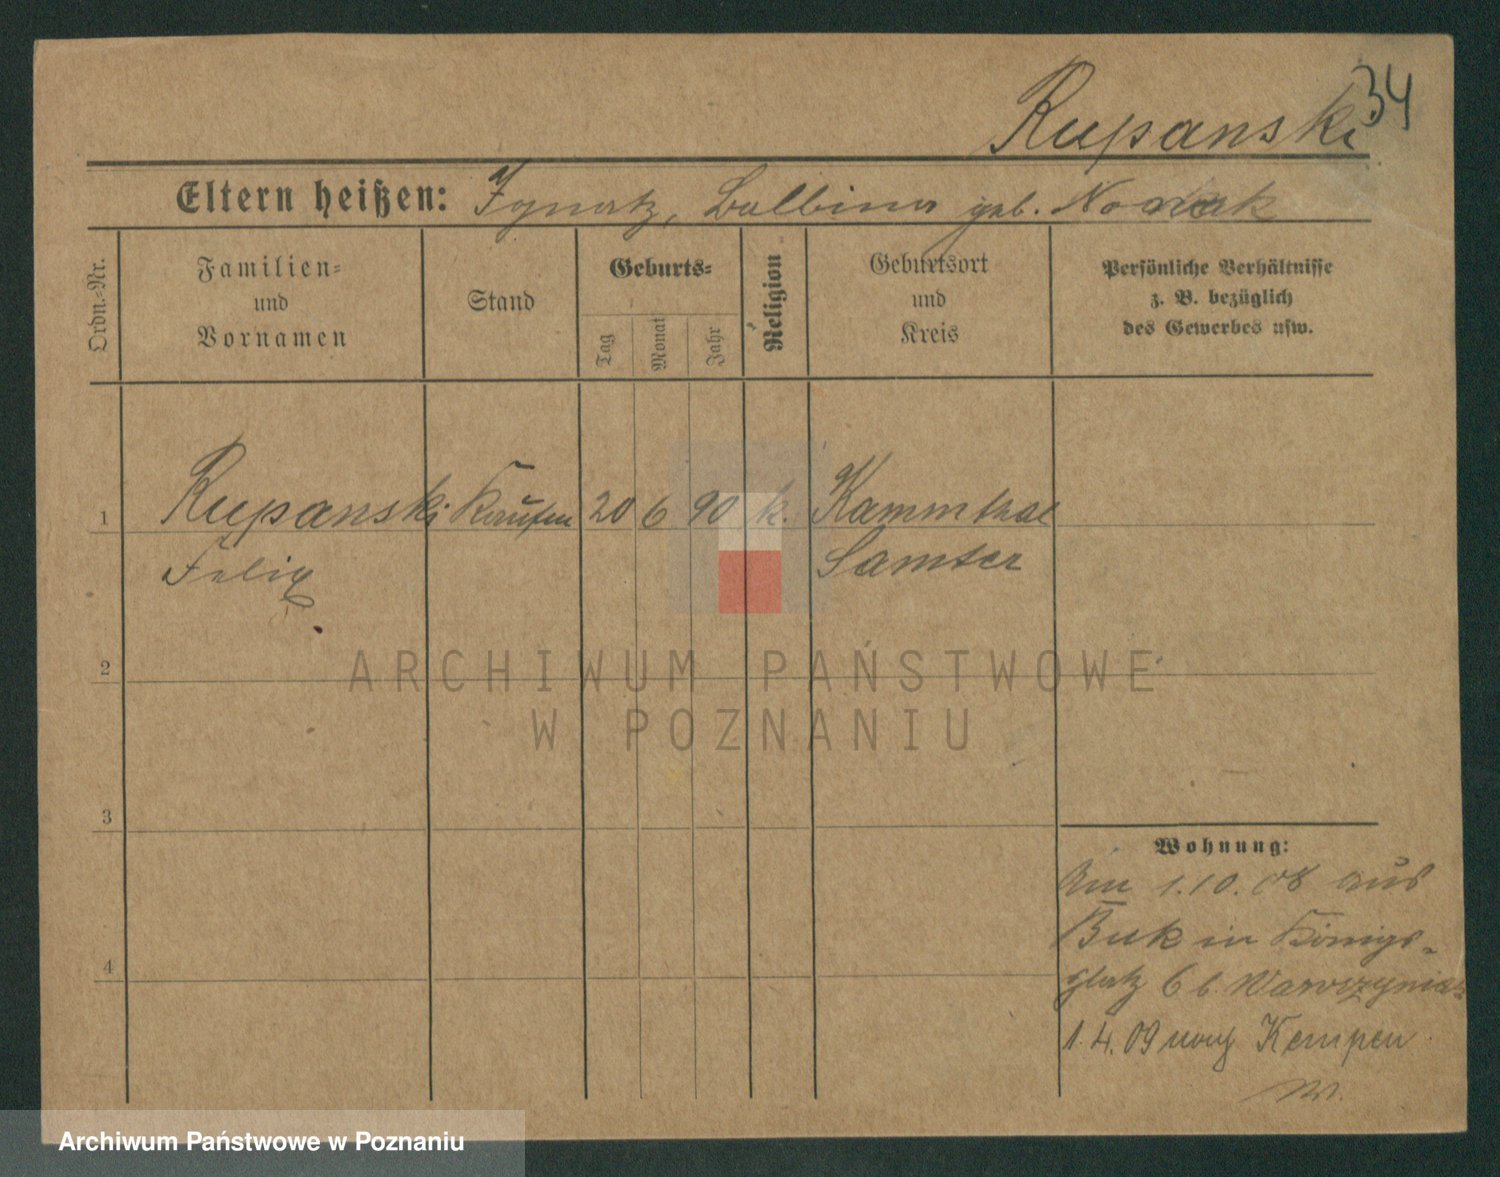 34
Rupanski
Eltern heißen: Ignatz, Balbina geb. Nowak
Ordn.-Nr.
Familien-
und
Vornamen
Stand
Geburts-
Tag
Monat
Jahr
Religion
Geburtsort
und
Kreis
Persönliche Verhältnisse
z. B. bezüglich
des Gewerbes usw.
1 Rupanski Kaufm 20 6 90 k. Kammthal
Felix Samter
2
ARCHIWUM PAŃSTWOWE
W POZNANIU
3
Wohnung:
Am 1.10.08 aus
Buk in Königs-
4
platz 6 b. Wawrzyniak
1.4.09 nach Kempen
Archiwum Państwowe w Poznaniu